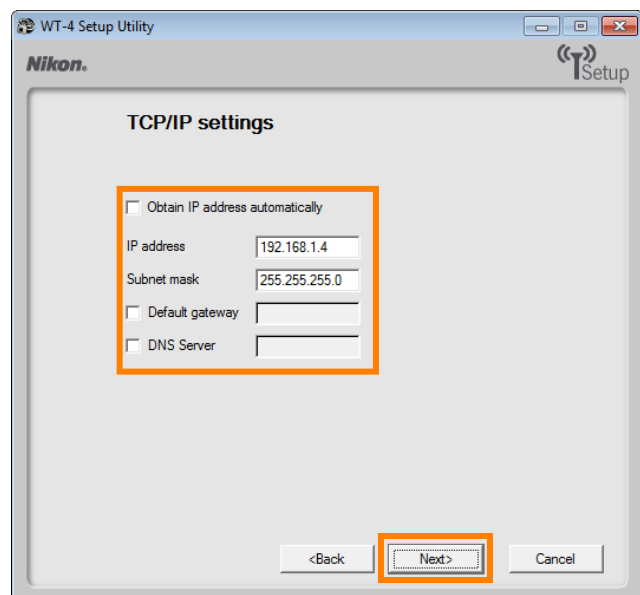 WT-4 Setup Utility
Nikon.
Setup
TCP/IP settings
Obtain IP address automatically
IP address 192.168.1.4
Subnet mask 255.255.255.0
Default gateway
DNS Server
<Back Next> Cancel